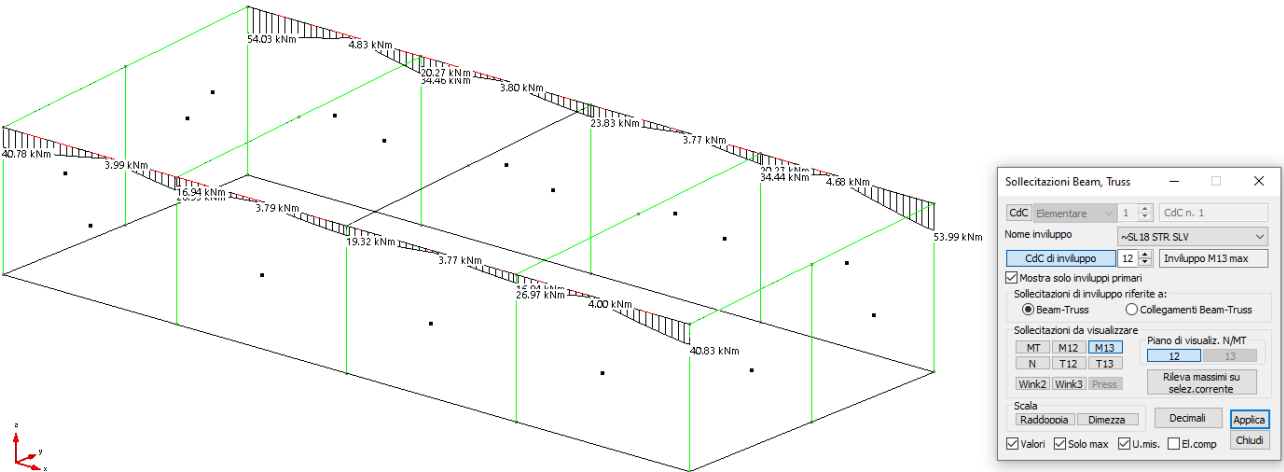 54.03 kNm
4.83 kNm
20.27 kNm
34.46 kNm
3.80 kNm
23.83 kNm
3.77 kNm
20.27 kNm
34.44 kNm
4.68 kNm
53.99 kNm
40.78 kNm
3.99 kNm
16.94 kNm
3.79 kNm
19.32 kNm
3.77 kNm
16.94 kNm
26.97 kNm
4.00 kNm
40.83 kNm
z
y
x
Sollecitazioni Beam, Truss
CdC Elementare 1 CdC n. 1
Nome inviluppo ~SL18 STR SLV
CdC di inviluppo 12 Inviluppo M13 max
Mostra solo inviluppi primari
Sollecitazioni di inviluppo riferite a:
Beam-Truss Collegamenti Beam-Truss
Sollecitazioni da visualizzare
MT M12 M13
N T12 T13
Wink2 Wink3 Press
Piano di visualiz. N/MT
12 13
Rileva massimi su
selez.corrente
Scala
Raddoppia Dimezza
Decimali
Applica
Valori Solo max U.mis. El.comp
Chiudi